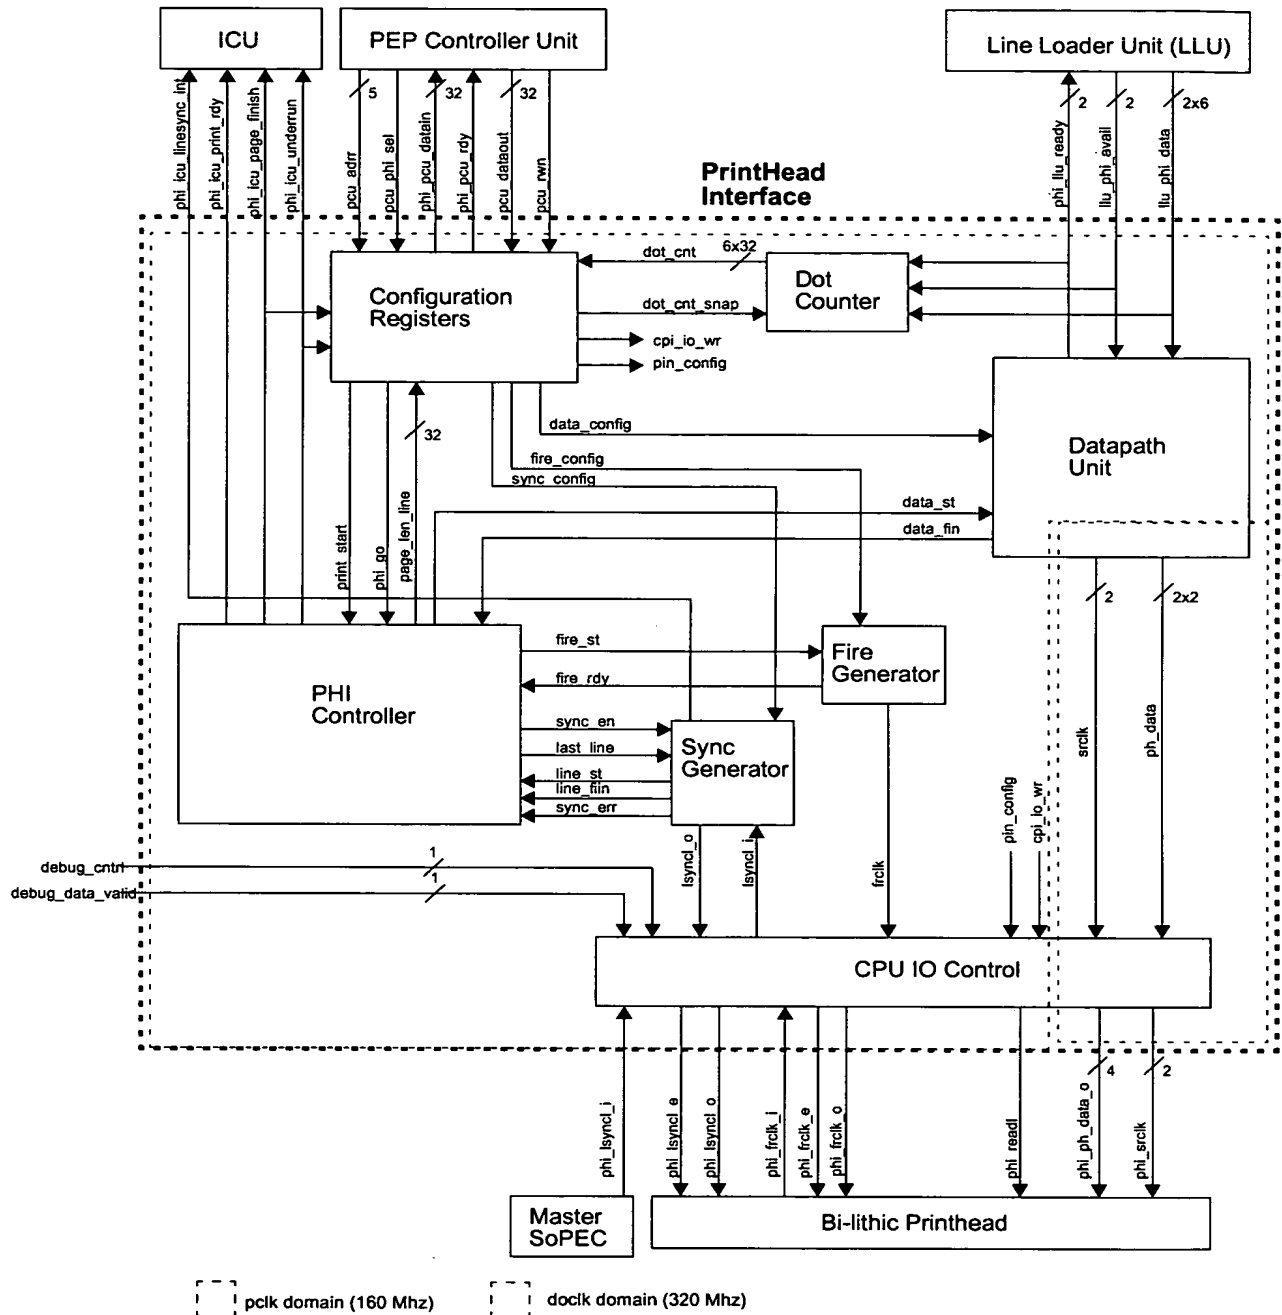 ICU
PEP Controller Unit
Line Loader Unit (LLU)
phi_icu_linesync_int
phi_icu_print_rdy
phi_icu_page_finish
phi_icu_underrun
5
pcu_adrr
pcu_phi_sel
32
phi_pcu_datain
phi_pcu_rdy
32
pcu_dataout
pcu_rwn
2
phi_llu_ready
2
llu_phi_avail
2x6
llu_phi_data
PrintHead
Interface
Configuration
Registers
dot_cnt
6x32
dot_cnt_snap
Dot
Counter
cpi_io_wr
pin_config
32
data_config
fire_config
sync_config
Datapath
Unit
data_st
data_fin
print_start
phi_go
page_len_line
2
2x2
fire_st
fire_rdy
Fire
Generator
PHI
Controller
sync_en
last_line
line_st
line_fiin
sync_err
Sync
Generator
srclk
ph_data
pin_config
cpi_io_wr
lsyncl_o
lsyncl_i
frclk
debug_cntrl
1
debug_data_valid
1
CPU IO Control
phi_lsyncl_i
phi_lsyncl_e
phi_lsyncl_o
phi_frclk_i
phi_frclk_e
phi_frclk_o
phi_readl
4
phi_ph_data_o
2
phi_srclk
Master
SoPEC
Bi-lithic Printhead
pclk domain (160 Mhz)
doclk domain (320 Mhz)